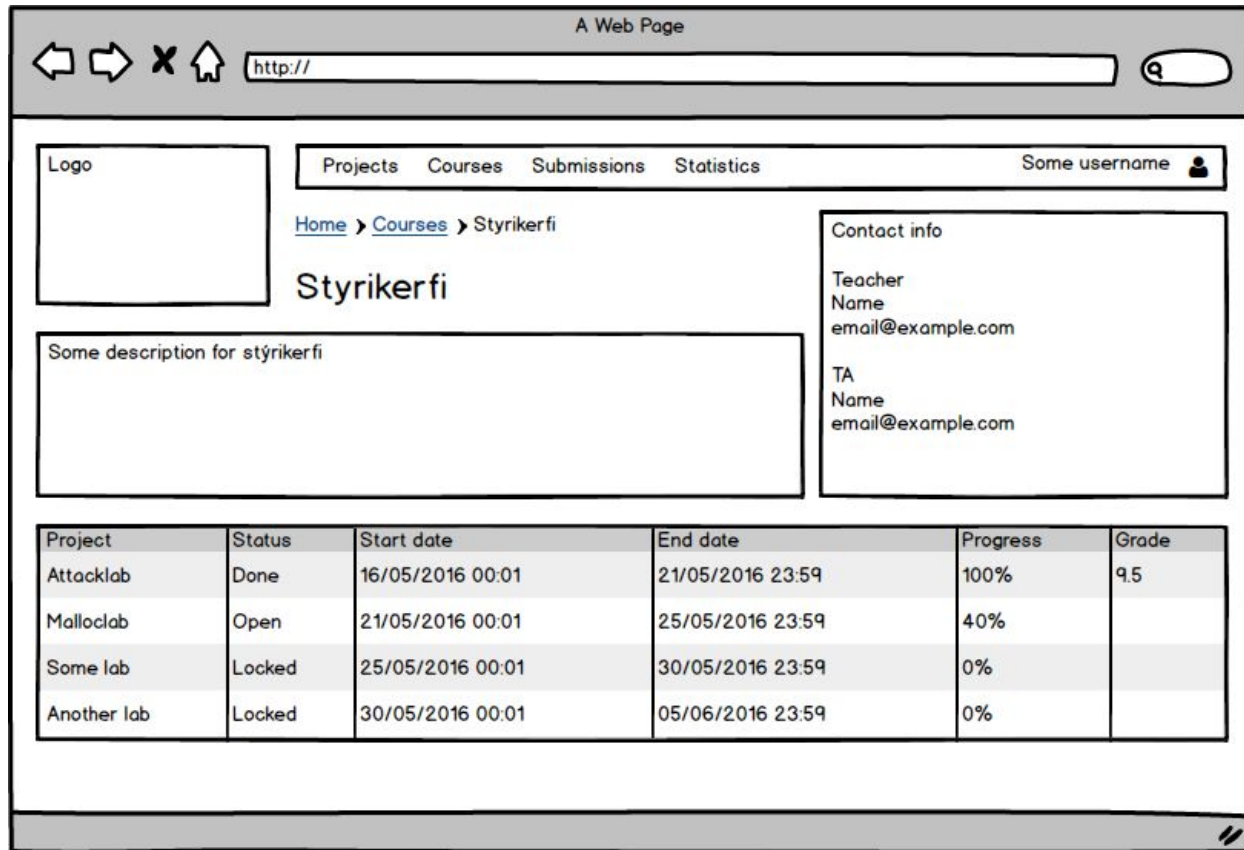 A Web Page
http://
Logo
Projects Courses Submissions Statistics Some username
Home Courses Styrikerfi
Styrikerfi
Contact info
Teacher
Name
email@example.com
TA
Name
email@example.com
Some description for stýrikerfi
Project Status Start date End date Progress Grade
Attacklab Done 16/05/2016 00:01 21/05/2016 23:59 100% 9.5
Malloclab Open 21/05/2016 00:01 25/05/2016 23:59 40%
Some lab Locked 25/05/2016 00:01 30/05/2016 23:59 0%
Another lab Locked 30/05/2016 00:01 05/06/2016 23:59 0%